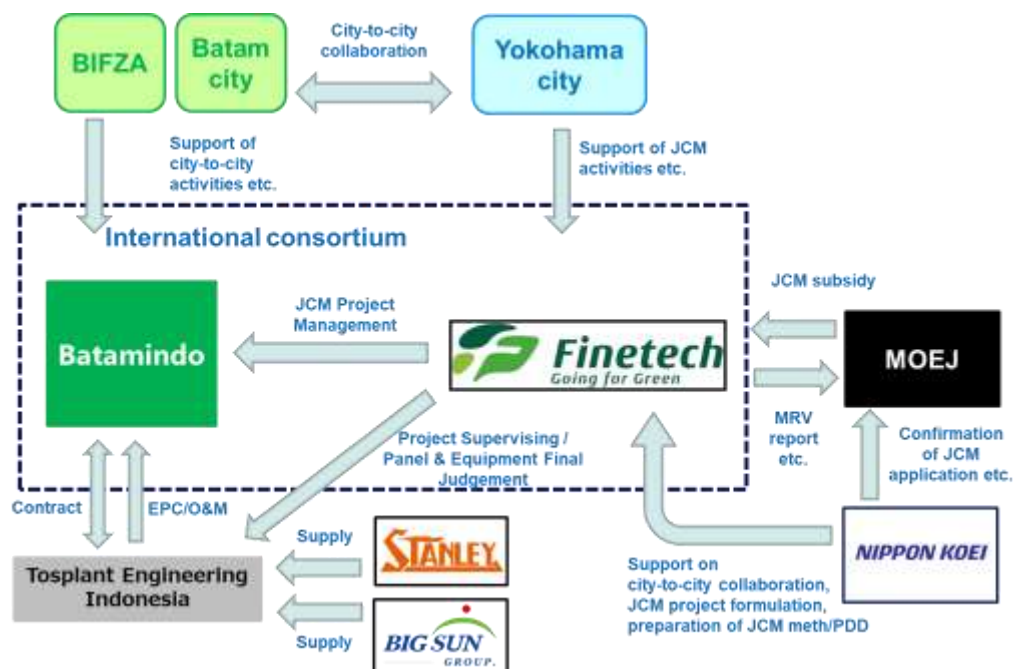 BIFZA
Batam
city
City-to-city
collaboration
Yokohama
city
Support of
city-to-city
activities etc.
Support of JCM
activities etc.
International consortium
JCM Project
Management
JCM subsidy
Batamindo
Finetech
Going for Green
MOEJ
MRV
report
etc.
Confirmation
of JCM
application etc.
Project Supervising /
Panel & Equipment Final
Judgement
Contract
EPC/O&M
Supply
STANLEY
NIPPON KOEI
Tosplant Engineering
Indonesia
Support on
city-to-city collaboration,
JCM project formulation,
preparation of JCM meth/PDD
Supply
BIG SUN
GROUP.